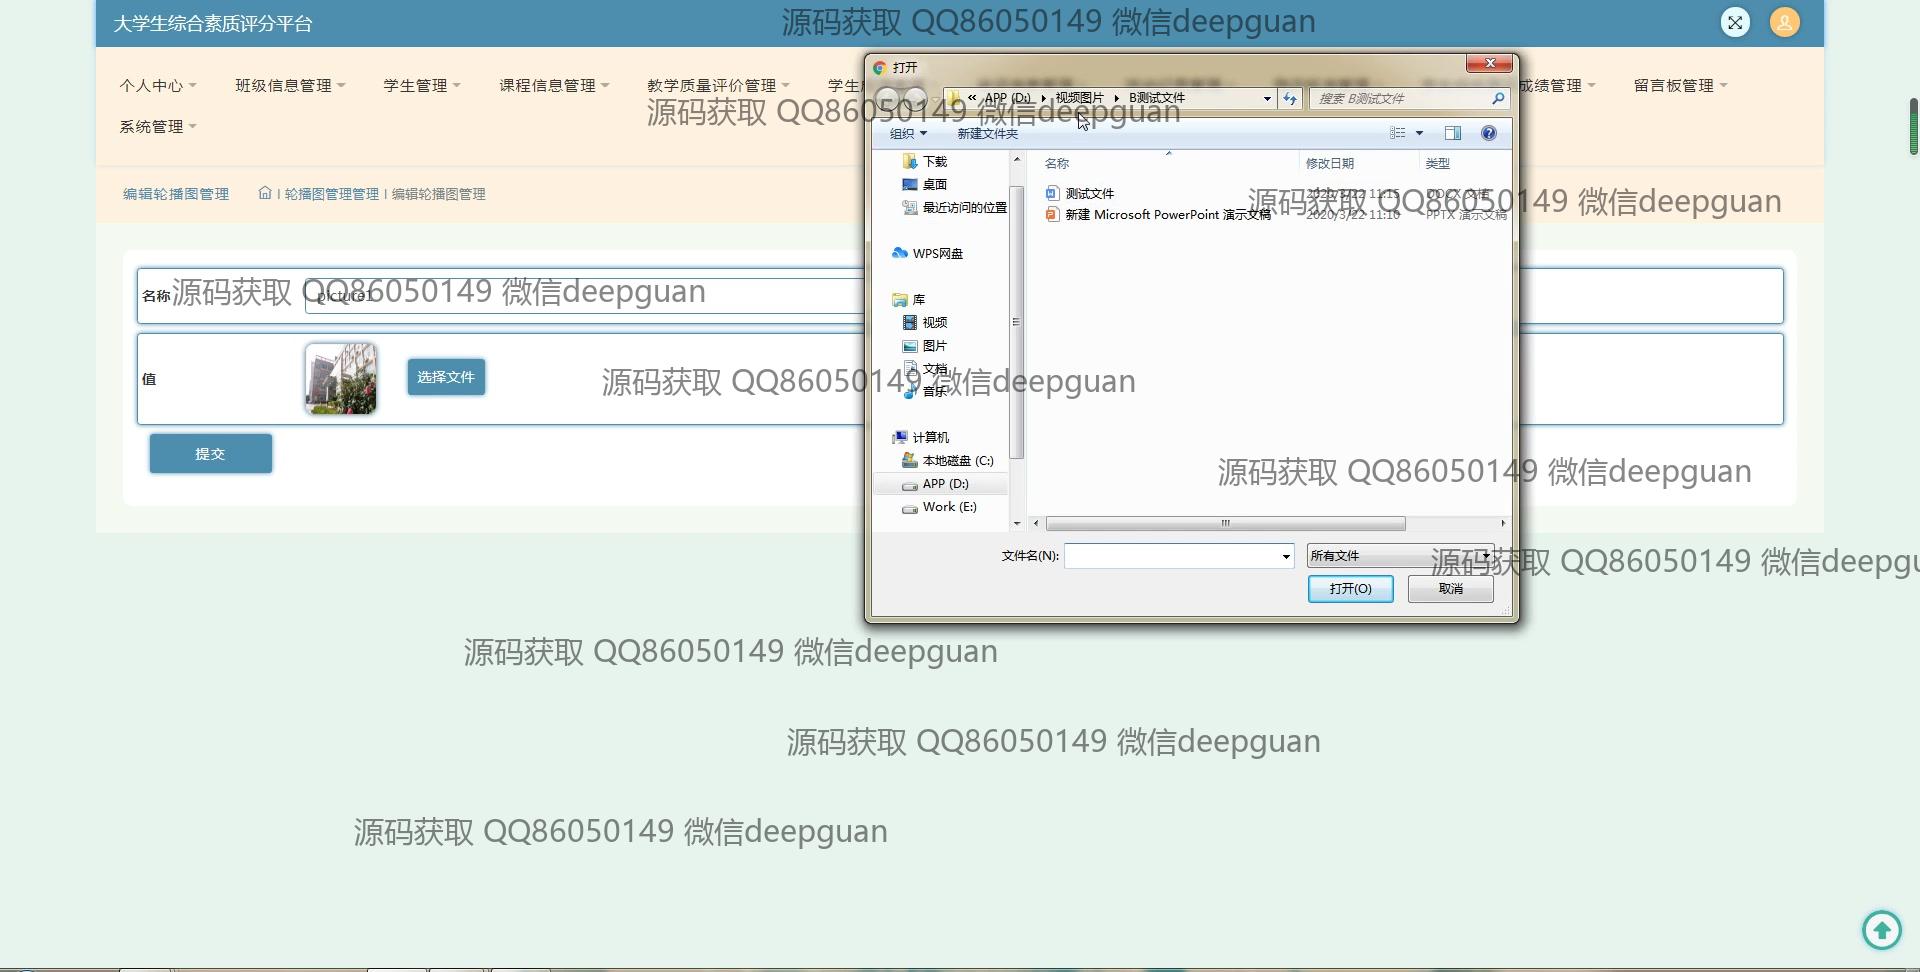 大学生综合素质评分平台
源码获取 QQ86050149 微信deepguan
个人中心
班级信息管理
学生管理
课程信息管理
教学质量评价管理
成绩管理
留言板管理
系统管理
源码获取 QQ86050149 微信deepguan
编辑轮播图管理
轮播图管理管理
编辑轮播图管理
源码获取 QQ86050149 微信deepguan
名称
picture1
源码获取 QQ86050149 微信deepguan
值
选择文件
源码获取 QQ86050149 微信deepguan
提交
打开
« APP (D:)
视频图片
B测试文件
搜索 B测试文件
组织
新建文件夹
下载
桌面
最近访问的位置
WPS网盘
库
视频
图片
文档
音乐
计算机
本地磁盘 (C:)
APP (D:)
Work (E:)
名称
修改日期
类型
测试文件
2020/3/22 11:15
DOCX 文档
新建 Microsoft PowerPoint 演示文稿
2020/3/22 11:10
PPTX 演示文稿
源码获取 QQ86050149 微信deepguan
文件名(N):
所有文件
打开(O)
取消
源码获取 QQ86050149 微信deepgu
源码获取 QQ86050149 微信deepguan
源码获取 QQ86050149 微信deepguan
源码获取 QQ86050149 微信deepguan